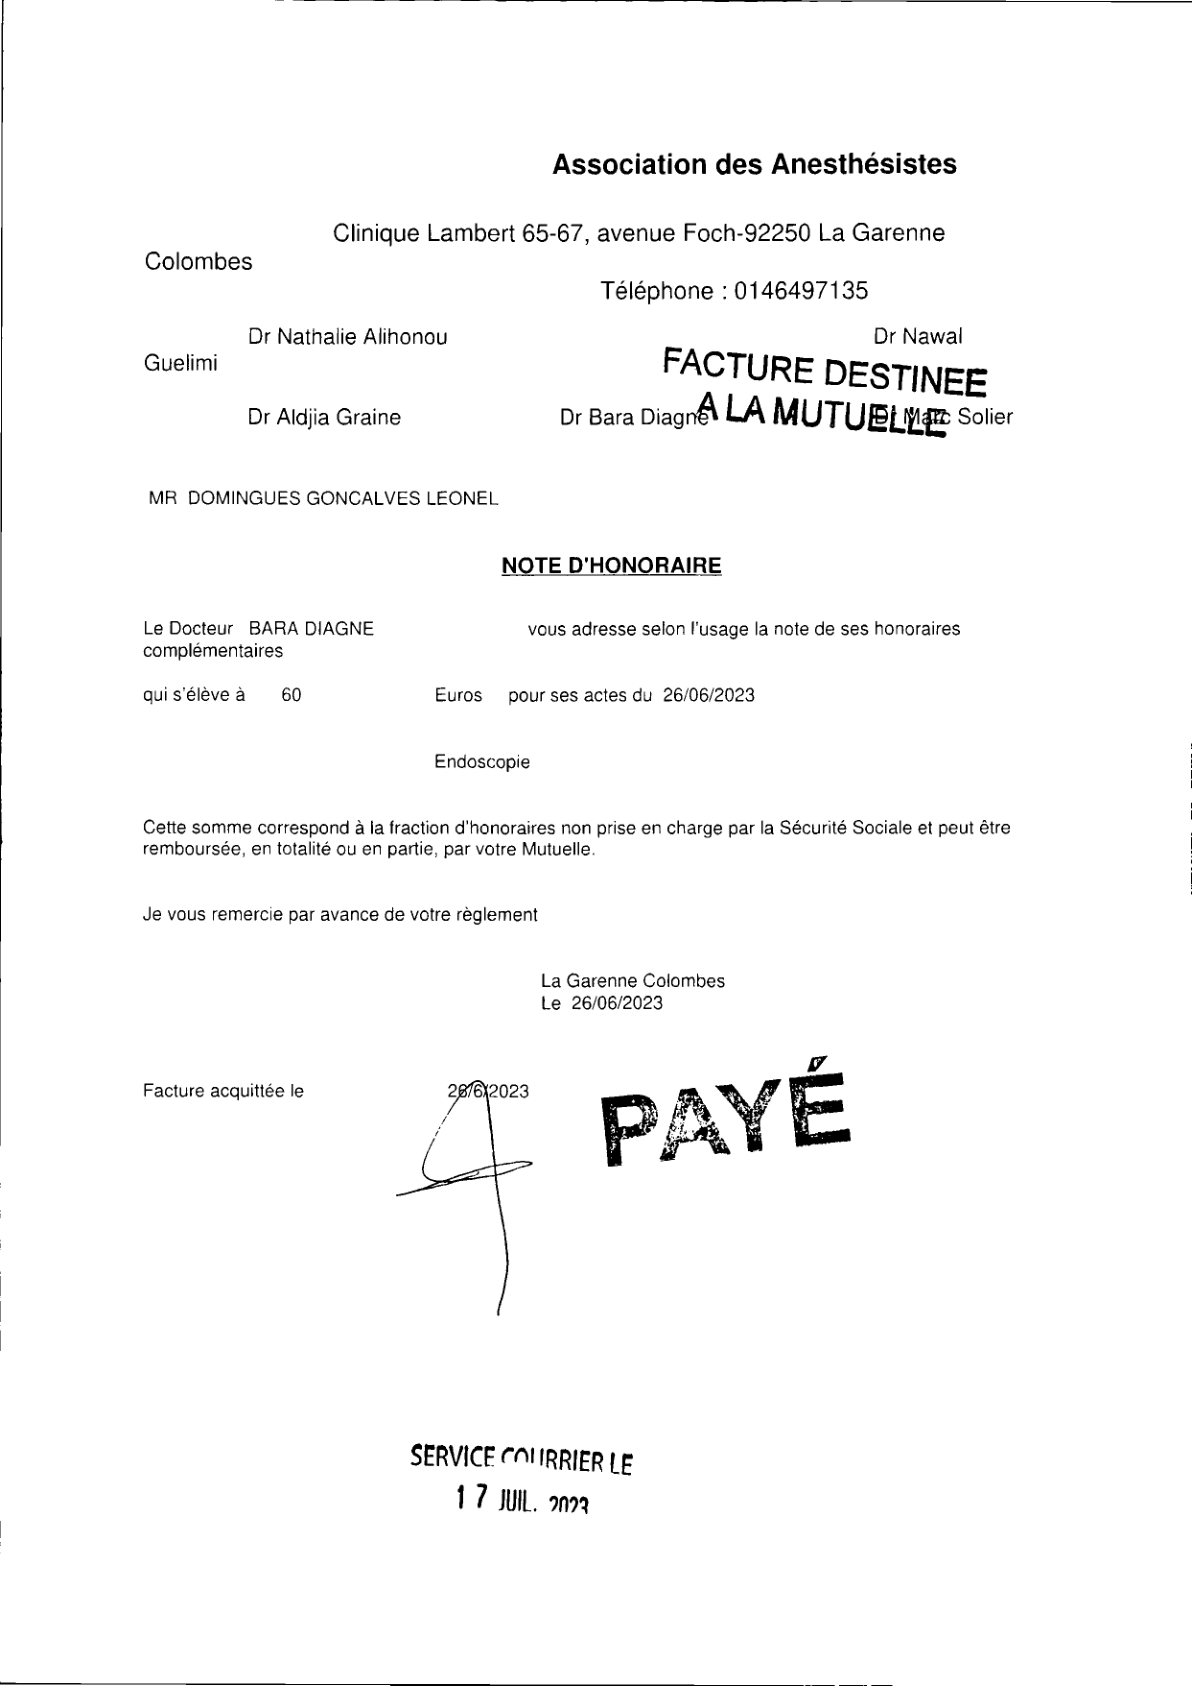 Association des Anesthésistes
Clinique Lambert 65-67, avenue Foch-92250 La Garenne
Colombes
Téléphone : 0146497135
Dr Nathalie Alihonou Dr Nawal
Guelimi
FACTURE DESTINEE
A LA MUTUELLE
Dr Aldjia Graine Dr Bara Diagne Dr Marc Solier
MR DOMINGUES GONCALVES LEONEL
NOTE D'HONORAIRE
Le Docteur BARA DIAGNE vous adresse selon l'usage la note de ses honoraires
complémentaires
qui s'élève à 60 Euros pour ses actes du 26/06/2023
Endoscopie
Cette somme correspond à la fraction d'honoraires non prise en charge par la Sécurité Sociale et peut être
remboursée, en totalité ou en partie, par votre Mutuelle.
Je vous remercie par avance de votre règlement
La Garenne Colombes
Le 26/06/2023
Facture acquittée le 26/6/2023
PAYÉ
SERVICE COURRIER LE
17 JUIL. 2023